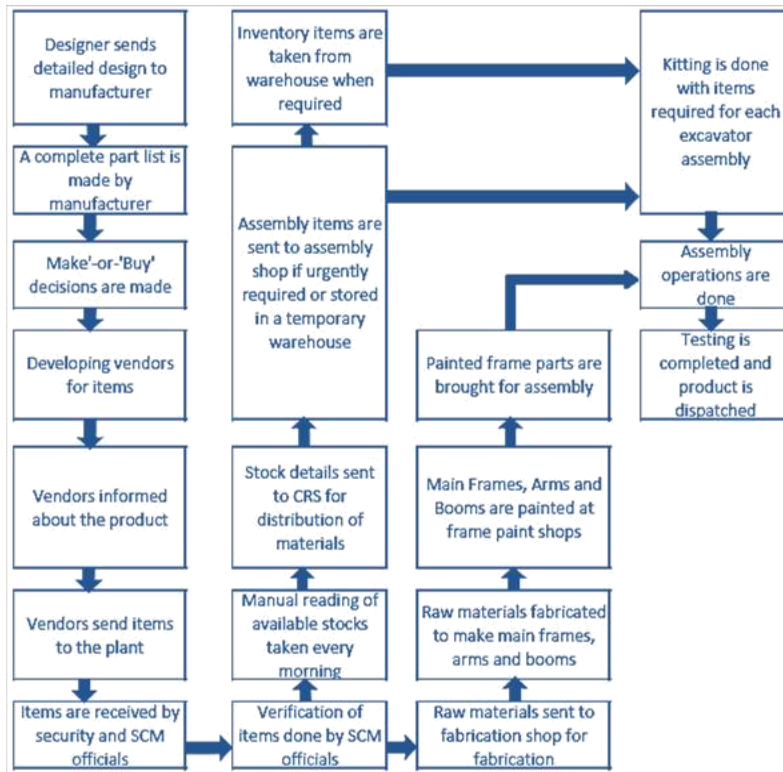 Designer sends
detailed design to
manufacturer
A complete part list is
made by
manufacturer
Make'-or-'Buy'
decisions are made
Developing vendors
for items
Vendors informed
about the product
Vendors send items
to the plant
Items are received by
security and SCM
officials
Verification of
items done by SCM
officials
Manual reading of
available stocks
taken every
morning
Stock details sent
to CRS for
distribution of
materials
Assembly items are
sent to assembly
shop if urgently
required or stored
in a temporary
warehouse
Inventory items are
taken from
warehouse when
required
Raw materials sent to
fabrication shop for
fabrication
Raw materials fabricated
to make main frames,
arms and booms
Main Frames, Arms and
Booms are painted at
frame paint shops
Painted frame parts are
brought for assembly
Kitting is done
with items
required for each
excavator
assembly
Assembly
operations are
done
Testing is
completed and
product is
dispatched